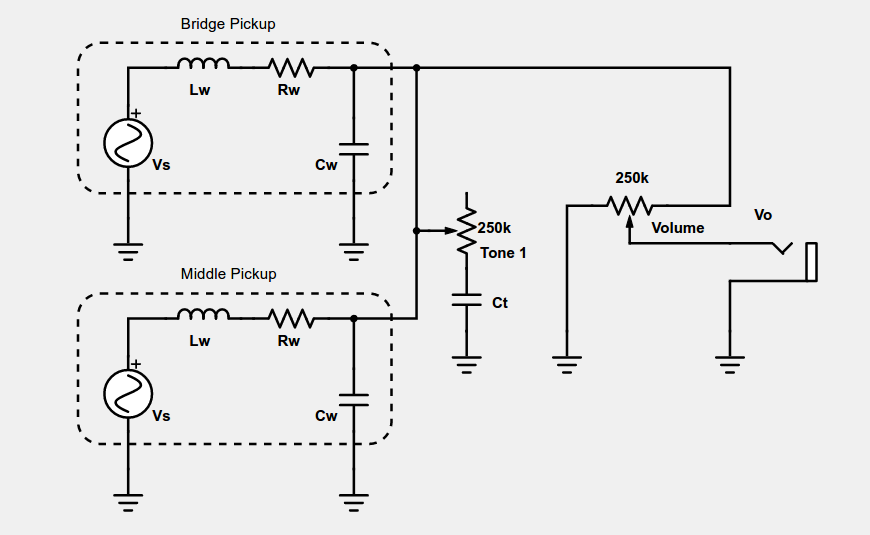 Bridge Pickup
Lw
Rw
+
Vs
Cw
250k
Volume
Vo
250k
Tone 1
Middle Pickup
Ct
Lw
Rw
+
Vs
Cw